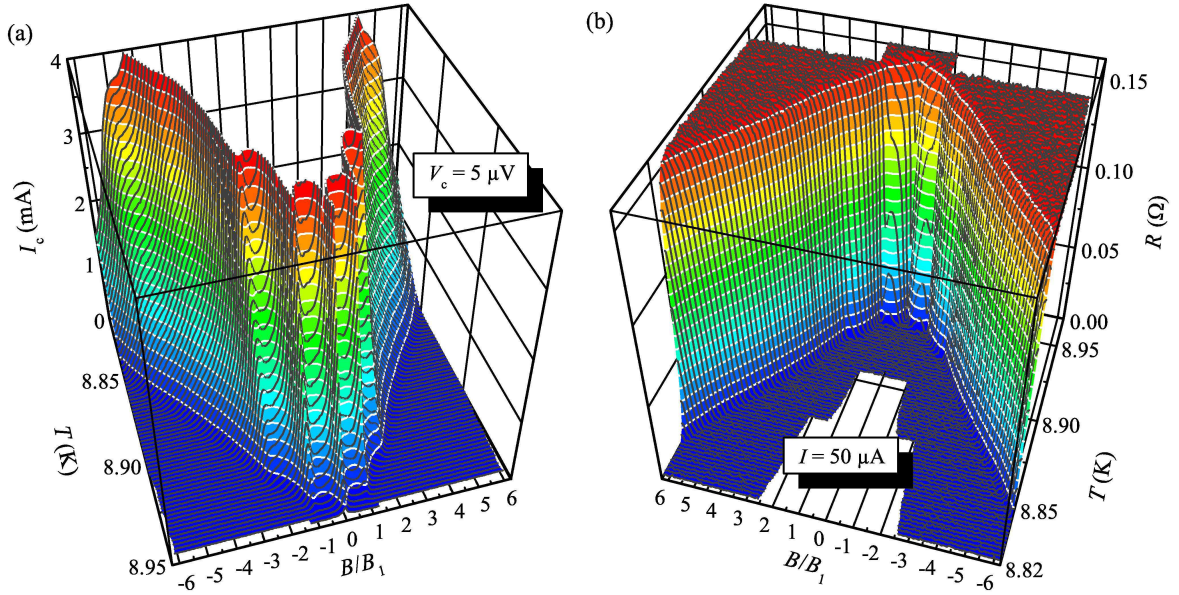 (a)
4
3
2
1
0
I_c (mA)
V_c = 5 µV
8.85
8.90
8.95
T (K)
-6 -5 -4 -3 -2 -1 0 1 2 3 4 5 6
B/B_1
(b)
0.15
0.10
0.05
0.00
R (Ω)
I = 50 µA
8.95
8.90
8.85
8.82
T (K)
6 5 4 3 2 1 0 -1 -2 -3 -4 -5 -6
B/B_1